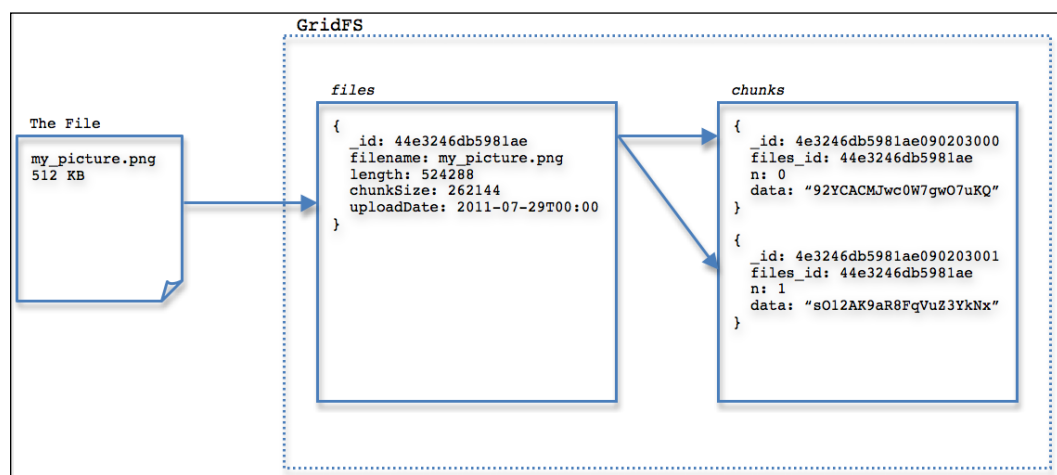 GridFS
The File
my_picture.png
512 KB
files
{
_id: 44e3246db5981ae
filename: my_picture.png
length: 524288
chunkSize: 262144
uploadDate: 2011-07-29T00:00
}
chunks
{
_id: 4e3246db5981ae090203000
files_id: 44e3246db5981ae
n: 0
data: “92YCACMJwc0W7gwO7uKQ”
}
{
_id: 4e3246db5981ae090203001
files_id: 44e3246db5981ae
n: 1
data: “sO12AK9aR8FqVuZ3YkNx”
}